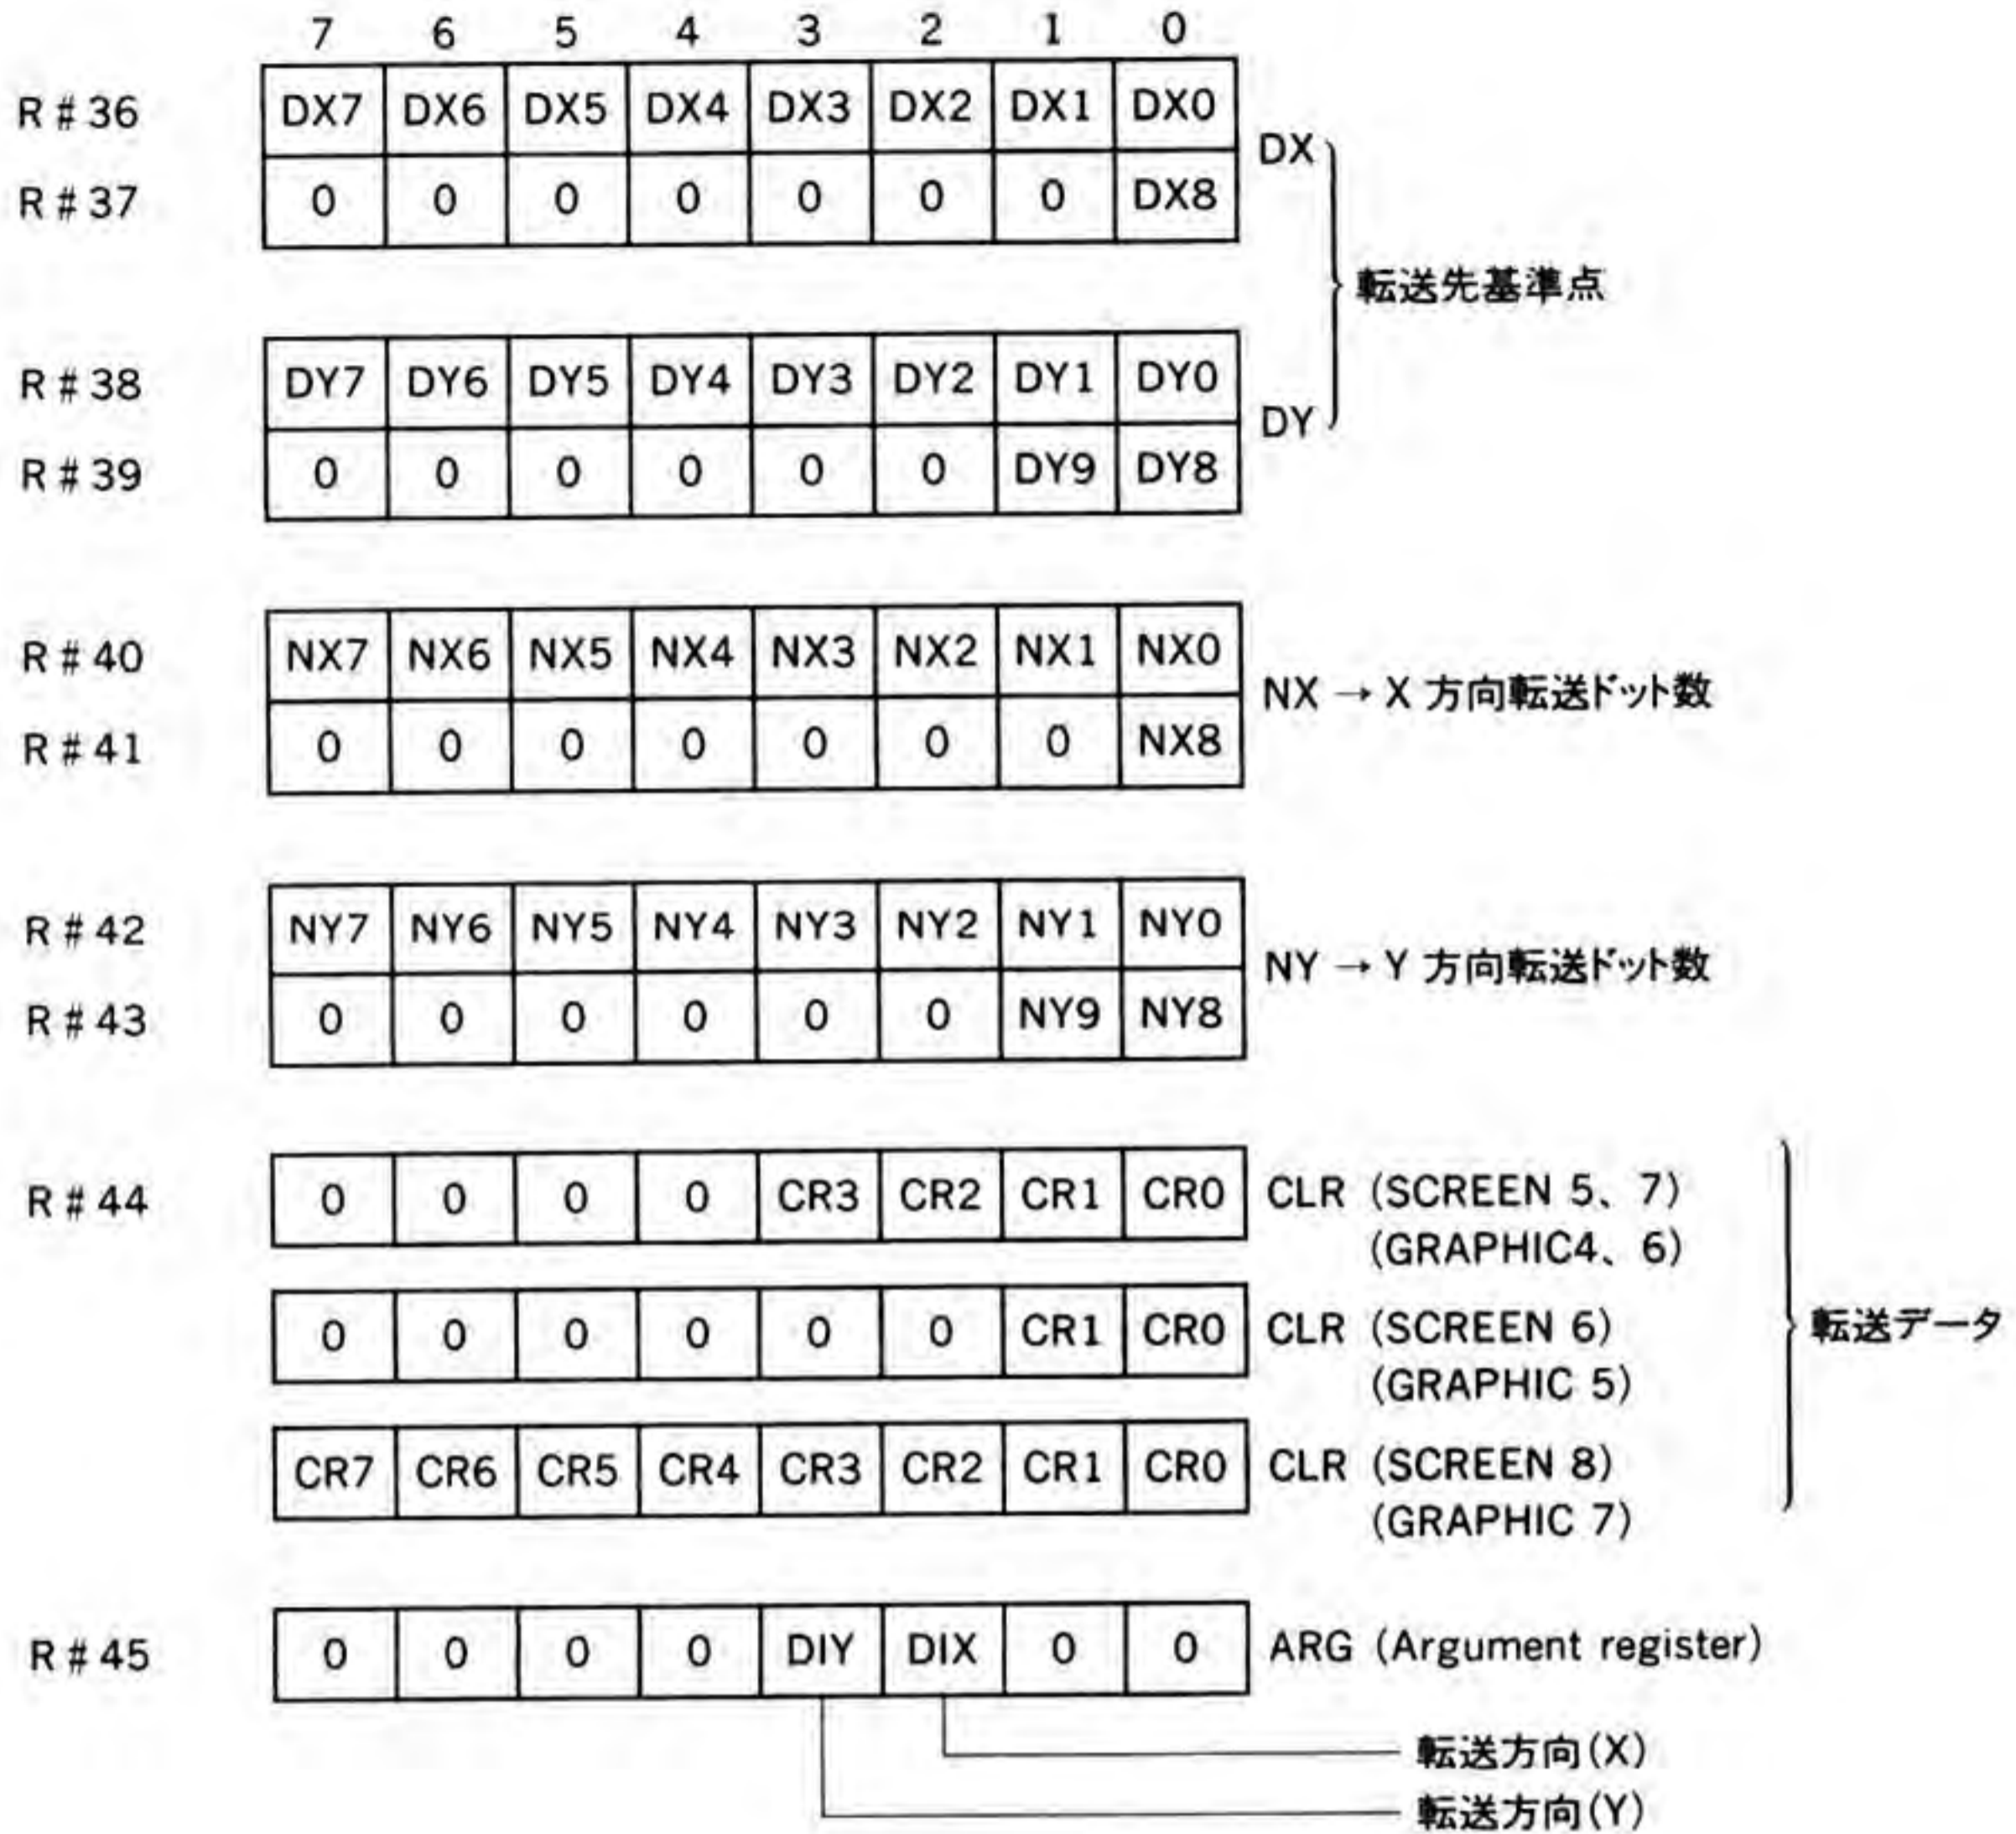 7 6 5 4 3 2 1 0
R#36 DX7 DX6 DX5 DX4 DX3 DX2 DX1 DX0
DX
R#37 0 0 0 0 0 0 0 DX8
転送先基準点
R#38 DY7 DY6 DY5 DY4 DY3 DY2 DY1 DY0
DY
R#39 0 0 0 0 0 0 DY9 DY8
R#40 NX7 NX6 NX5 NX4 NX3 NX2 NX1 NX0
NX → X 方向転送ドット数
R#41 0 0 0 0 0 0 0 NX8
R#42 NY7 NY6 NY5 NY4 NY3 NY2 NY1 NY0
NY → Y 方向転送ドット数
R#43 0 0 0 0 0 0 NY9 NY8
R#44 0 0 0 0 CR3 CR2 CR1 CR0 CLR (SCREEN 5、7)
(GRAPHIC4、6)
0 0 0 0 0 0 CR1 CR0 CLR (SCREEN 6)
転送データ
(GRAPHIC 5)
CR7 CR6 CR5 CR4 CR3 CR2 CR1 CR0 CLR (SCREEN 8)
(GRAPHIC 7)
R#45 0 0 0 0 DIY DIX 0 0 ARG (Argument register)
転送方向(X)
転送方向(Y)